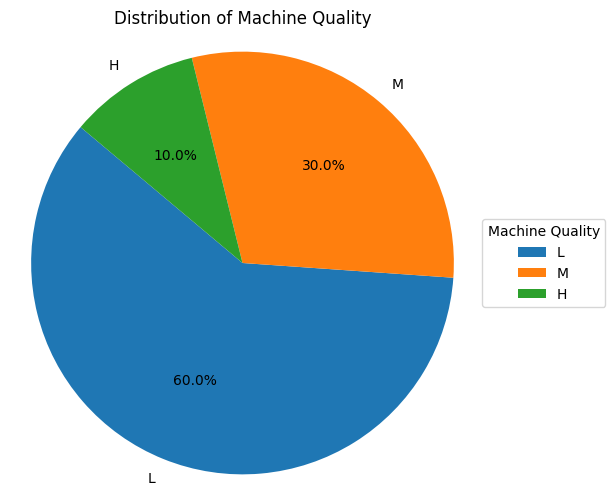 Distribution of Machine Quality
H
M
10.0%
30.0%
60.0%
L
Machine Quality
L
M
H